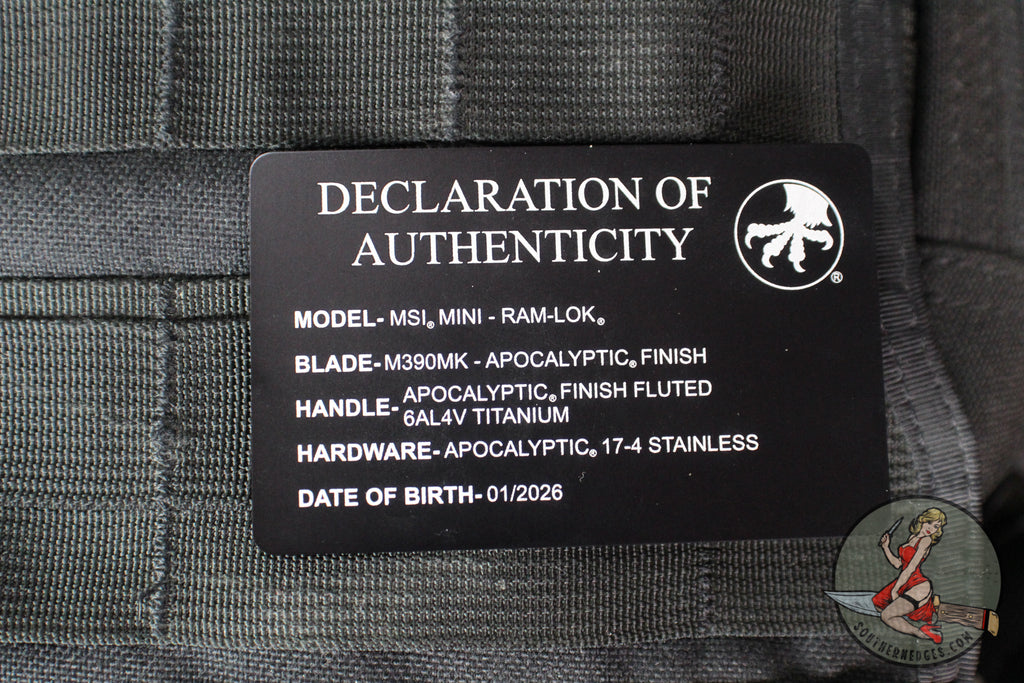 DECLARATION OF
AUTHENTICITY
®
MODEL- MSI® MINI - RAM-LOK®
BLADE- M390MK - APOCALYPTIC® FINISH
HANDLE- APOCALYPTIC® FINISH FLUTED
6AL4V TITANIUM
HARDWARE- APOCALYPTIC® 17-4 STAINLESS
DATE OF BIRTH- 01/2026
SOUTHERNEDGES.COM